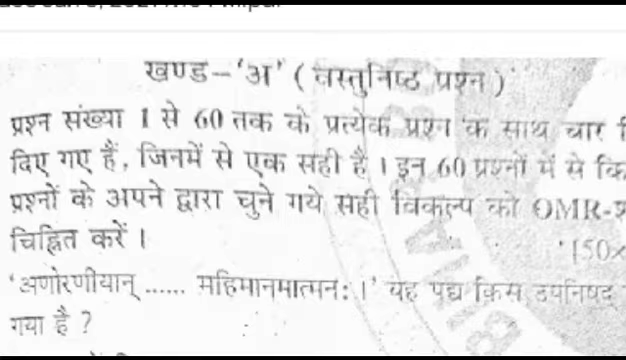 खण्ड–‘अ’ ( वस्तुनिष्ठ प्रश्न )
प्रश्न संख्या 1 से 60 तक के प्रत्येक प्रश्न के साथ चार
दिए गए हैं, जिनमें से एक सही है । इन 60 प्रश्नों में से
प्रश्नों के अपने द्वारा चुने गये सही विकल्प को OMR-
चिह्नित करें ।
[50×
‘अणोरणीयान् ...... महिमानमात्मनः ।’ यह पद्य किस उपनिषद्
गया है ?